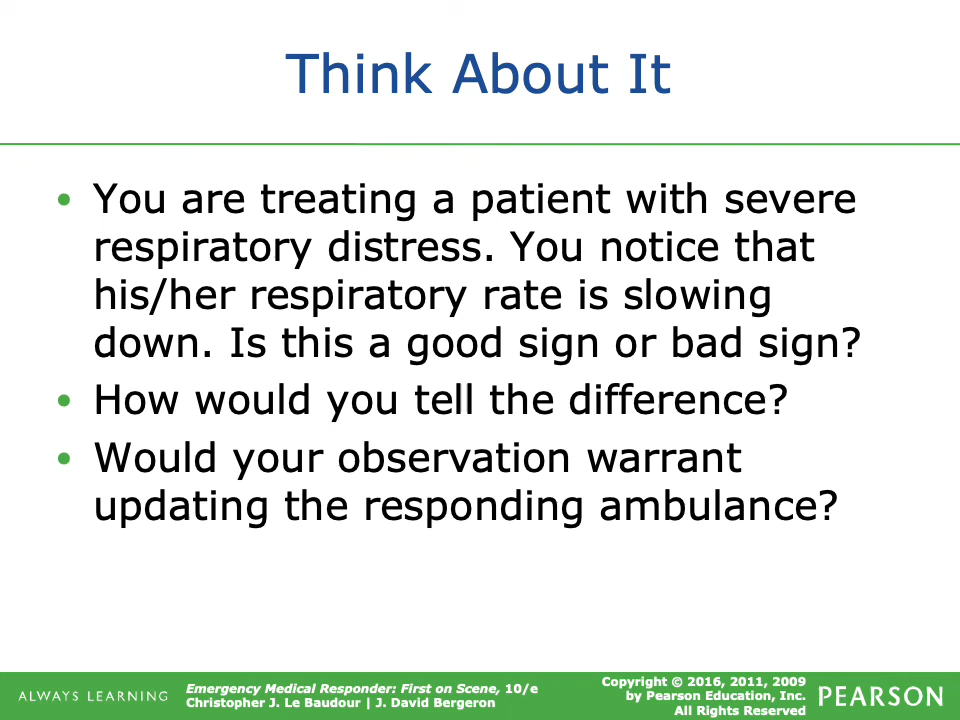 Think About It
• You are treating a patient with severe
respiratory distress. You notice that
his/her respiratory rate is slowing
down. Is this a good sign or bad sign?
• How would you tell the difference?
• Would your observation warrant
updating the responding ambulance?
ALWAYS LEARNING
Emergency Medical Responder: First on Scene, 10/e
Christopher J. Le Baudour | J. David Bergeron
Copyright © 2016, 2011, 2009
by Pearson Education, Inc.
All Rights Reserved
PEARSON